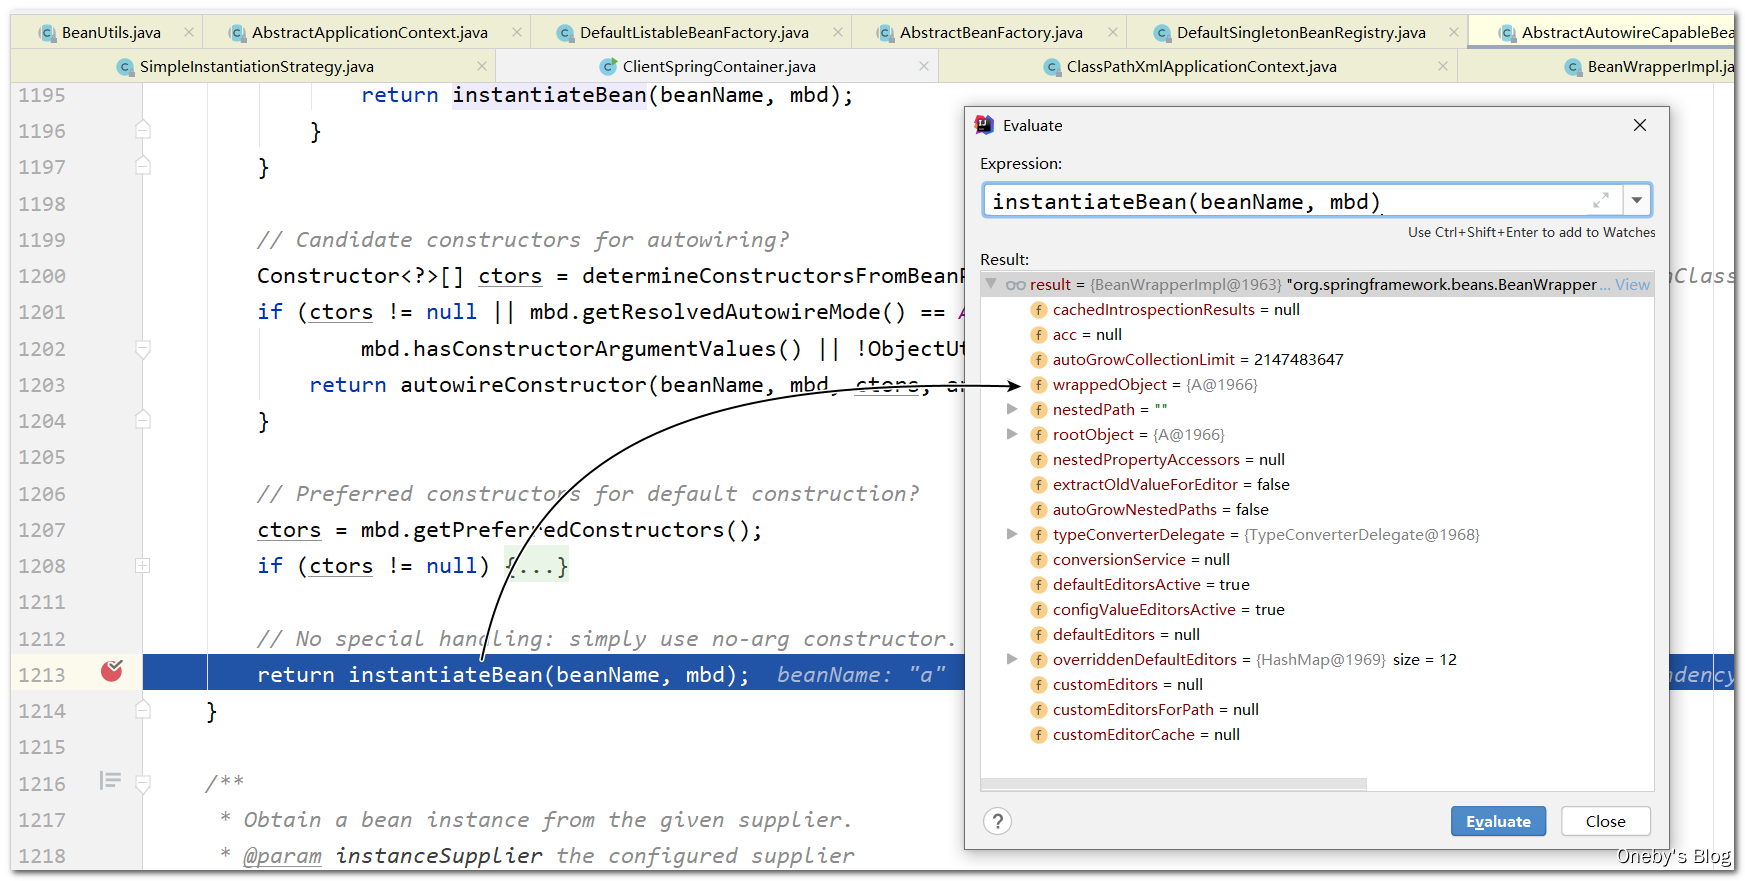 BeanUtils.java
AbstractApplicationContext.java
DefaultListableBeanFactory.java
AbstractBeanFactory.java
DefaultSingletonBeanRegistry.java
AbstractAutowireCapableBea
SimpleInstantiationStrategy.java
ClientSpringContainer.java
ClassPathXmlApplicationContext.java
BeanWrapperImpl.ja
1195 return instantiateBean(beanName, mbd);
1196 }
1197 }
1198
1199 // Candidate constructors for autowiring?
1200 Constructor<?>[] ctors = determineConstructorsFromBeanP nClass
1201 if (ctors != null || mbd.getResolvedAutowireMode() == A
1202 mbd.hasConstructorArgumentValues() || !ObjectUt
1203 return autowireConstructor(beanName, mbd, ctors, ar
1204 }
1205
1206 // Preferred constructors for default construction?
1207 ctors = mbd.getPreferredConstructors();
1208 if (ctors != null) {...}
1211
1212 // No special handling: simply use no-arg constructor.
1213 return instantiateBean(beanName, mbd); beanName: "a" ndency
1214 }
1215
1216 /**
1217 * Obtain a bean instance from the given supplier.
1218 * @param instanceSupplier the configured supplier
Evaluate
Expression:
instantiateBean(beanName, mbd)
Use Ctrl+Shift+Enter to add to Watches
Result:
result = {BeanWrapperImpl@1963} "org.springframework.beans.BeanWrapper ... View
cachedIntrospectionResults = null
acc = null
autoGrowCollectionLimit = 2147483647
wrappedObject = {A@1966}
nestedPath = ""
rootObject = {A@1966}
nestedPropertyAccessors = null
extractOldValueForEditor = false
autoGrowNestedPaths = false
typeConverterDelegate = {TypeConverterDelegate@1968}
conversionService = null
defaultEditorsActive = true
configValueEditorsActive = true
defaultEditors = null
overriddenDefaultEditors = {HashMap@1969} size = 12
customEditors = null
customEditorsForPath = null
customEditorCache = null
? Evaluate Close
Oneby's Blog